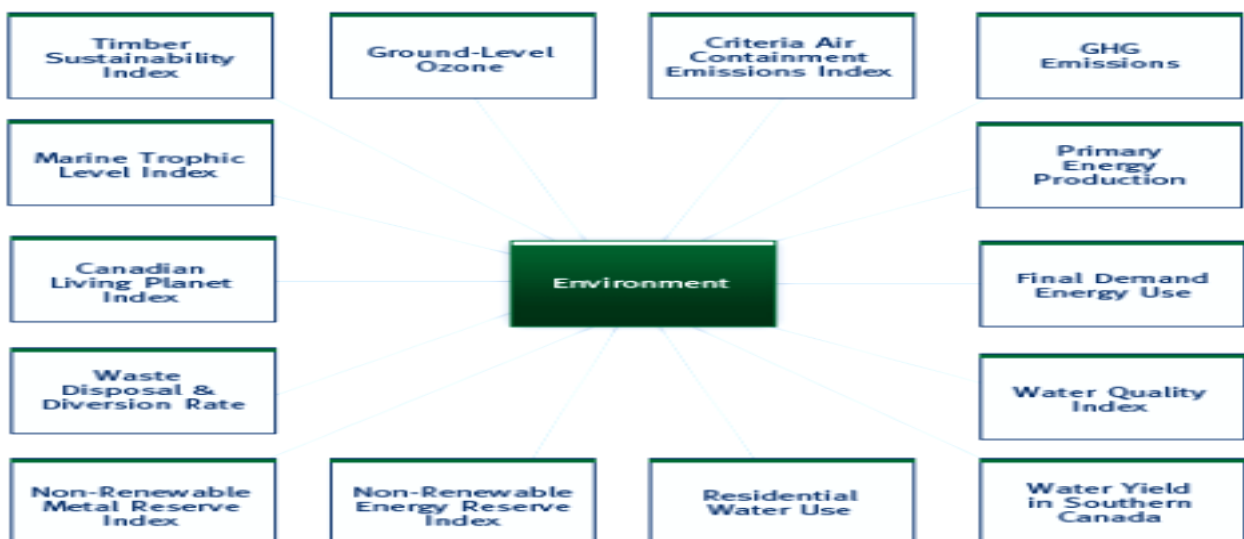 Timber
Sustainability
Index
Ground-Level
Ozone
Criteria Air
Containment
Emissions Index
GHG
Emissions
Marine Trophic
Level Index
Primary
Energy
Production
Canadian
Living Planet
Index
Environment
Final Demand
Energy Use
Waste
Disposal &
Diversion Rate
Water Quality
Index
Non-Renewable
Metal Reserve
Index
Non-Renewable
Energy Reserve
Index
Residential
Water Use
Water Yield
in Southern
Canada